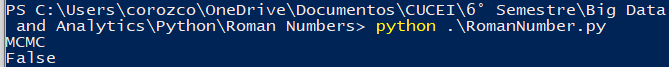 PS C:\Users\corozco\OneDrive\Documentos\CUCEI\6° Semestre\Big Data
 and Analytics\Python\Roman Numbers> python .\RomanNumber.py
MCMC
False